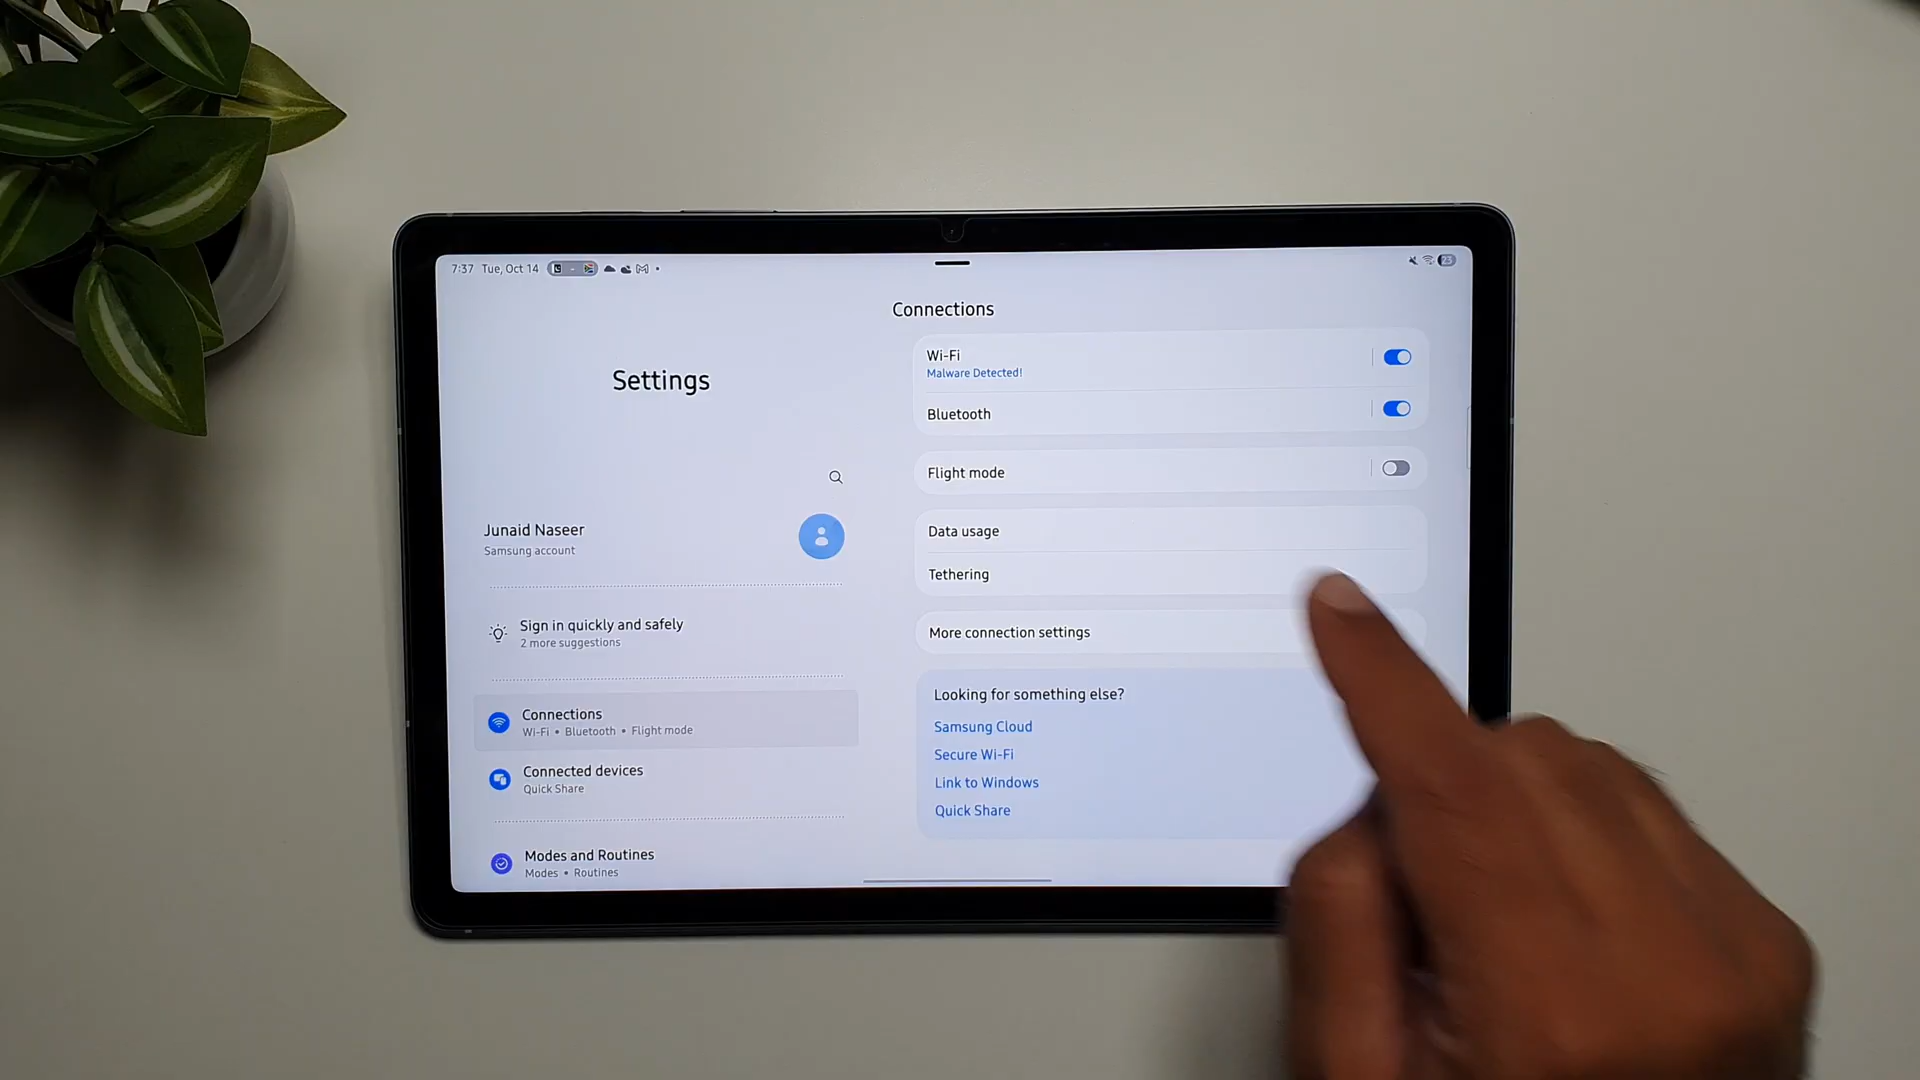 7:37 Tue, Oct 14
23
Settings
Junaid Naseer
Samsung account
Sign in quickly and safely
2 more suggestions
Connections
Wi-Fi • Bluetooth • Flight mode
Connected devices
Quick Share
Modes and Routines
Modes • Routines
Connections
Wi-Fi
Malware Detected!
Bluetooth
Flight mode
Data usage
Tethering
More connection settings
Looking for something else?
Samsung Cloud
Secure Wi-Fi
Link to Windows
Quick Share